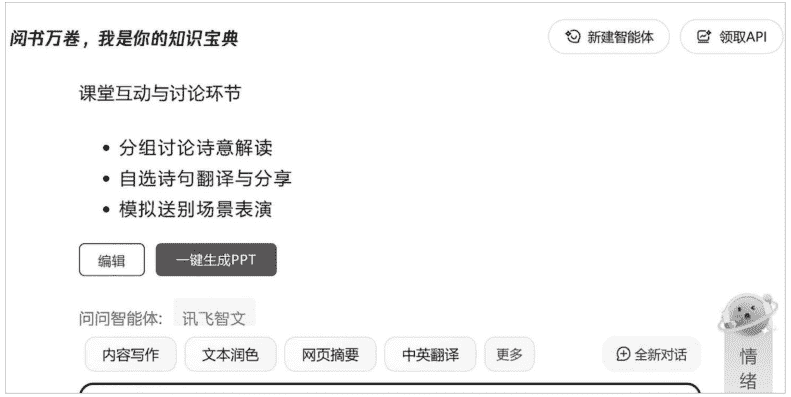 阅书万卷，我是你的知识宝典
新建智能体
领取API
课堂互动与讨论环节
• 分组讨论诗意解读
• 自选诗句翻译与分享
• 模拟送别场景表演
编辑
一键生成PPT
问问智能体:
讯飞智文
内容写作
文本润色
网页摘要
中英翻译
更多
全新对话
情绪